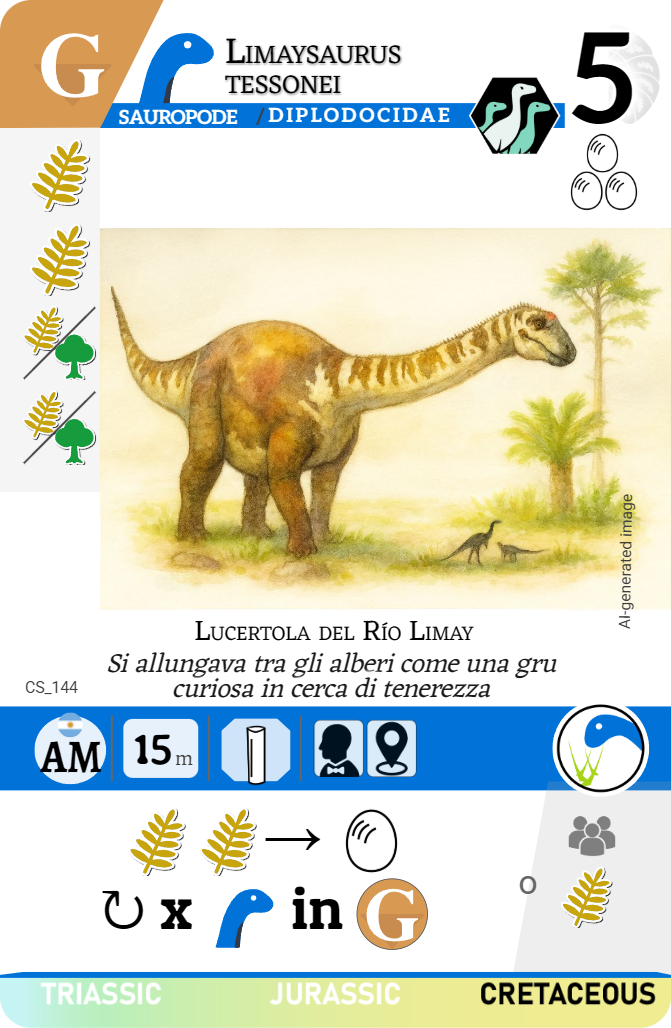 G
LIMAYSAURUS
TESSONEI
5
SAUROPODE / DIPLODOCIDAE
AI-generated image
LUCERTOLA DEL RÍO LIMAY
Si allungava tra gli alberi come una gru
curiosa in cerca di tenerezza
CS_144
AM
15 m
o
x in G
TRIASSIC JURASSIC CRETACEOUS